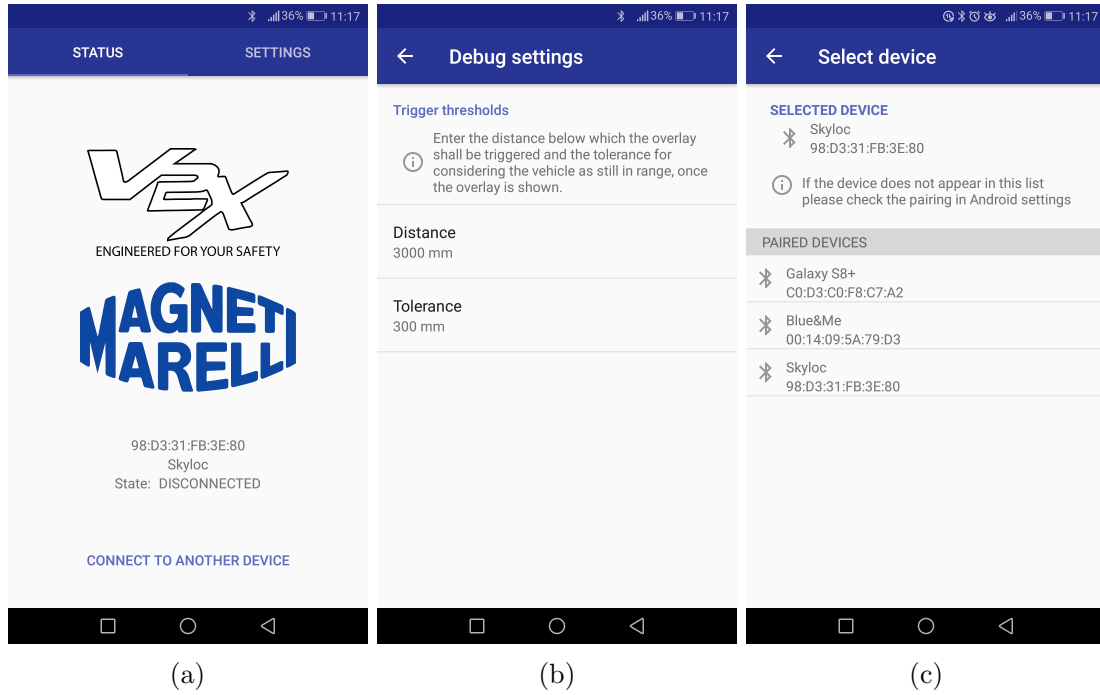 36% 11:17
STATUS SETTINGS
V2X
ENGINEERED FOR YOUR SAFETY
MAGNETI
MARELLI
98:D3:31:FB:3E:80
Skyloc
State: DISCONNECTED
CONNECT TO ANOTHER DEVICE
(a)
36% 11:17
Debug settings
Trigger thresholds
Enter the distance below which the overlay
shall be triggered and the tolerance for
considering the vehicle as still in range, once
the overlay is shown.
Distance
3000 mm
Tolerance
300 mm
(b)
36% 11:17
Select device
SELECTED DEVICE
Skyloc
98:D3:31:FB:3E:80
If the device does not appear in this list
please check the pairing in Android settings
PAIRED DEVICES
Galaxy S8+
C0:D3:C0:F8:C7:A2
Blue&Me
00:14:09:5A:79:D3
Skyloc
98:D3:31:FB:3E:80
(c)